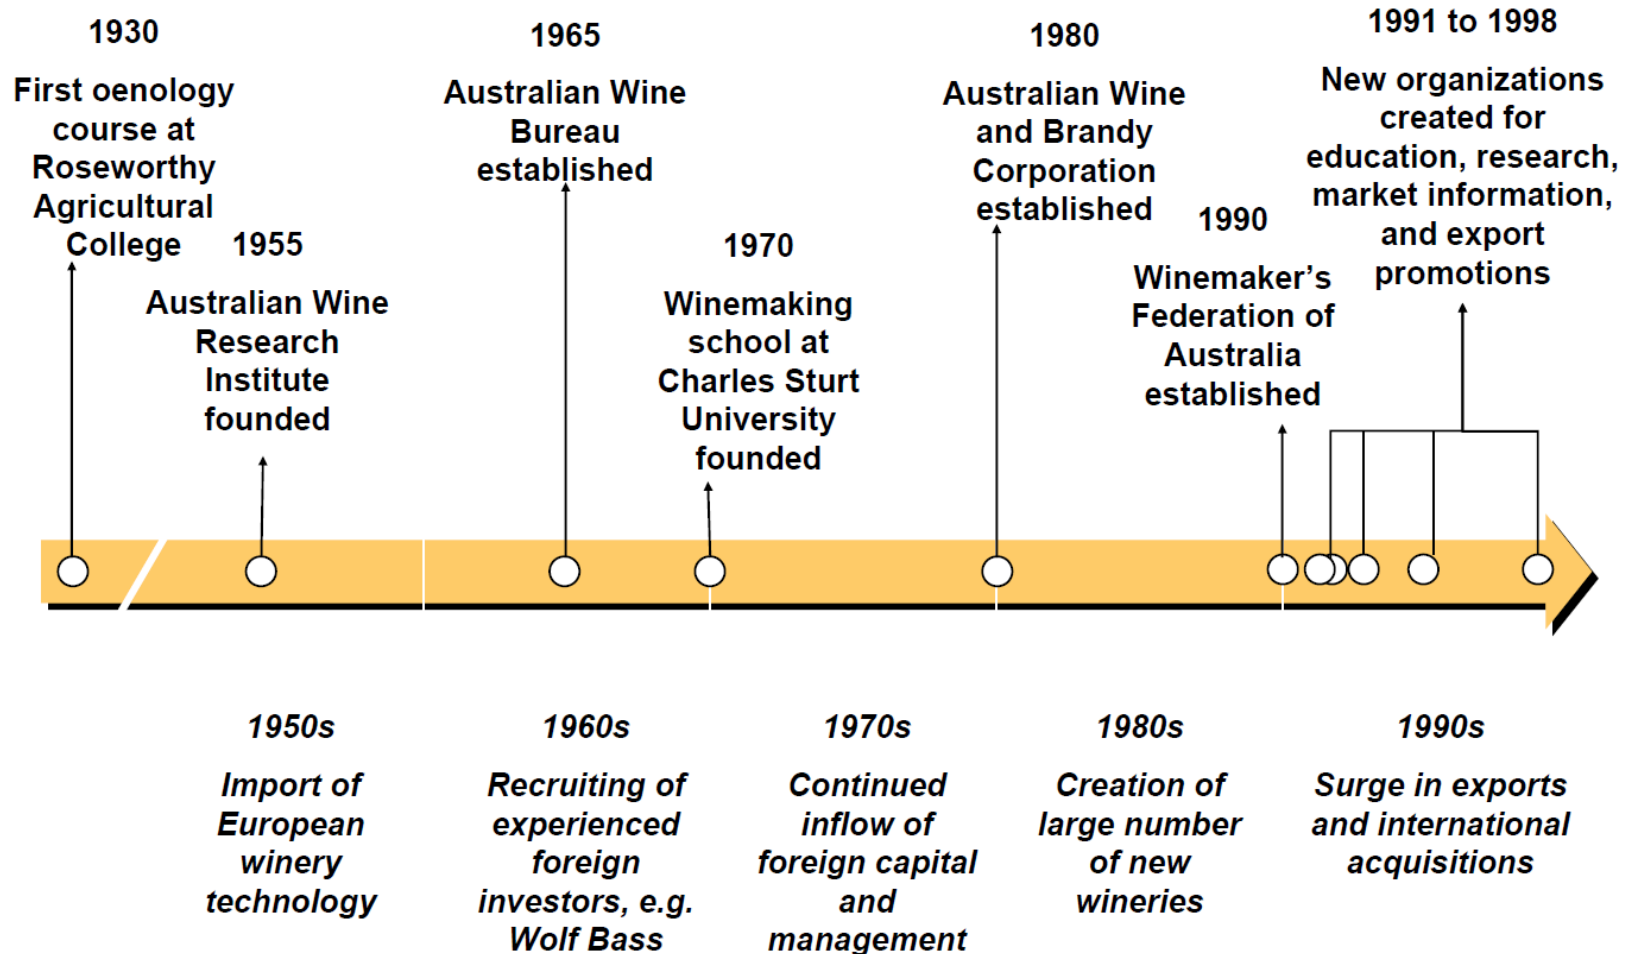 1930
First oenology
course at
Roseworthy
Agricultural
College
1955
Australian Wine
Research
Institute
founded
1965
Australian Wine
Bureau
established
1970
Winemaking
school at
Charles Sturt
University
founded
1980
Australian Wine
and Brandy
Corporation
established
1990
Winemaker’s
Federation of
Australia
established
1991 to 1998
New organizations
created for
education, research,
market information,
and export
promotions
1950s
Import of
European
winery
technology
1960s
Recruiting of
experienced
foreign
investors, e.g.
Wolf Bass
1970s
Continued
inflow of
foreign capital
and
management
1980s
Creation of
large number
of new
wineries
1990s
Surge in exports
and international
acquisitions